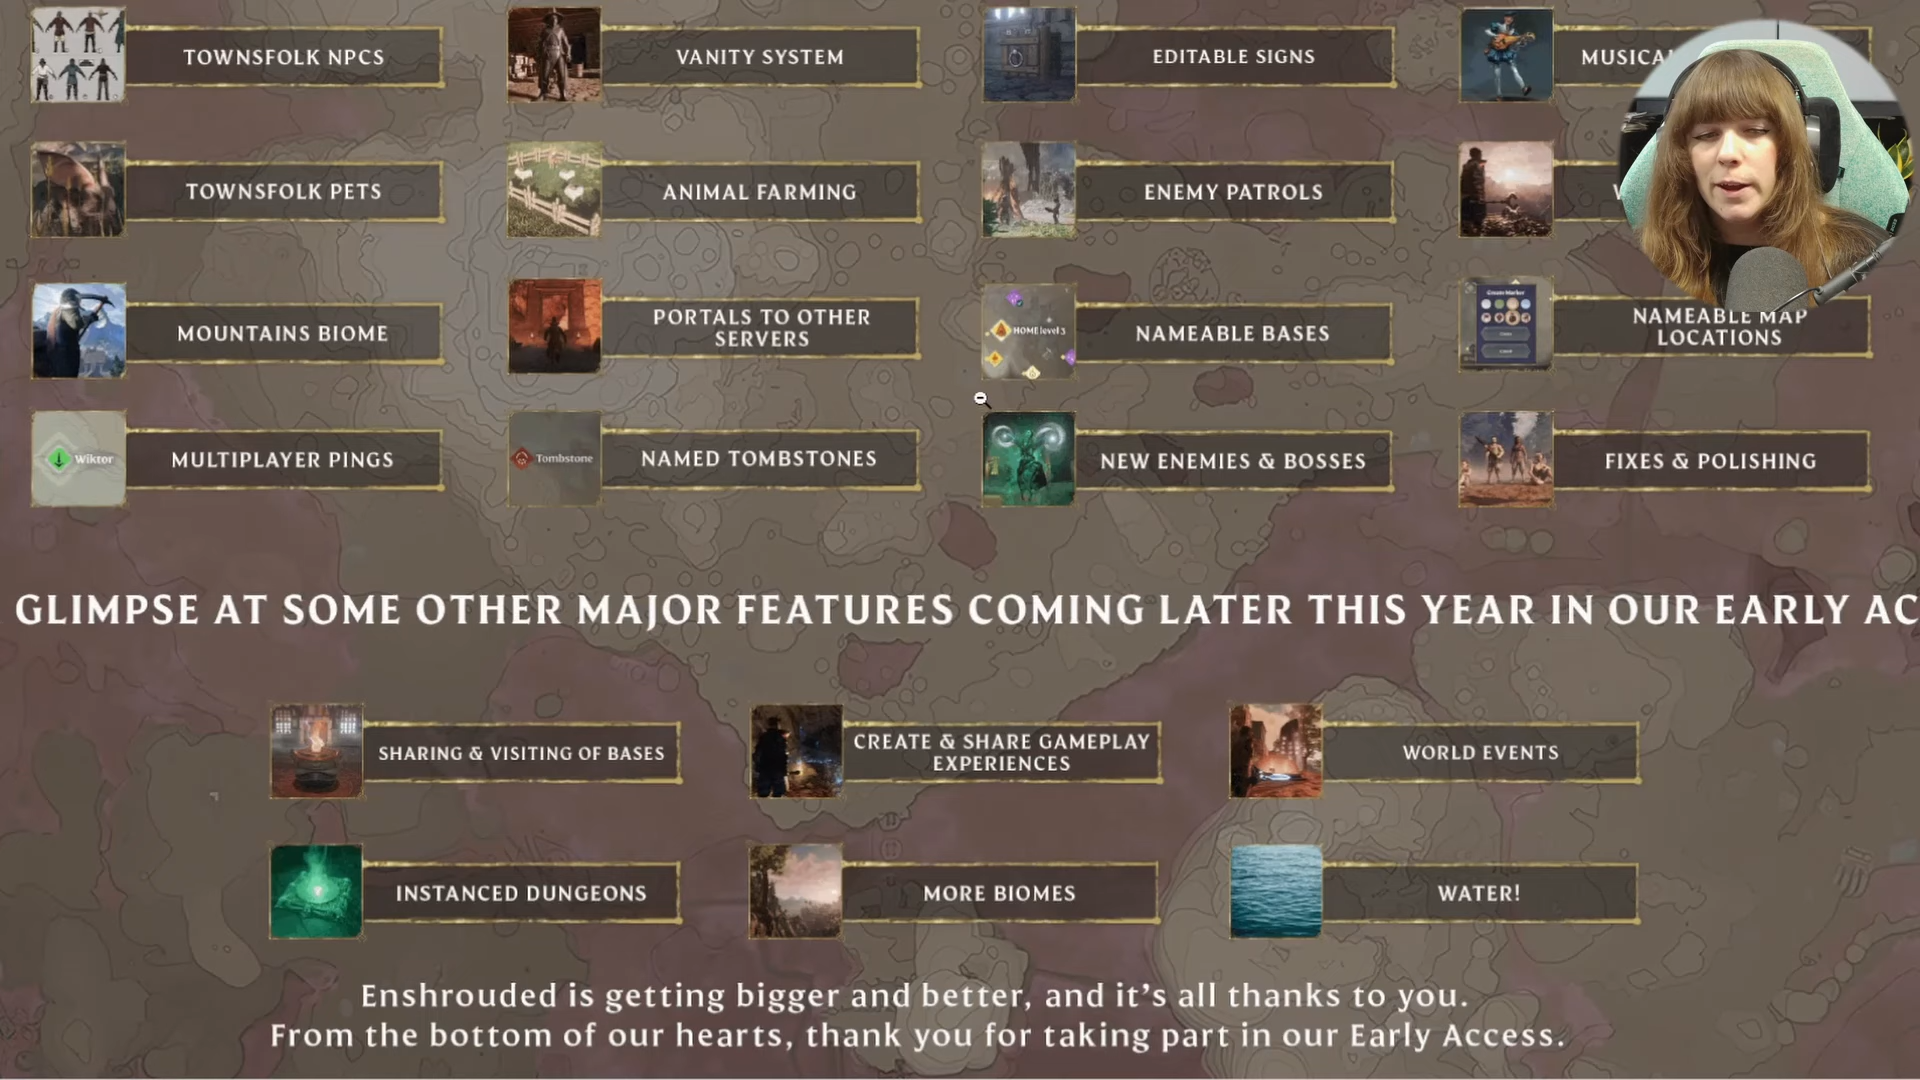 TOWNSFOLK NPCS
VANITY SYSTEM
EDITABLE SIGNS
TOWNSFOLK PETS
ANIMAL FARMING
ENEMY PATROLS
MOUNTAINS BIOME
PORTALS TO OTHER
SERVERS
HOME level 3
NAMEABLE BASES
NAMEABLE MAP
LOCATIONS
Wiktor
MULTIPLAYER PINGS
Tombstone
NAMED TOMBSTONES
NEW ENEMIES & BOSSES
FIXES & POLISHING
GLIMPSE AT SOME OTHER MAJOR FEATURES COMING LATER THIS YEAR IN OUR EARLY AC
SHARING & VISITING OF BASES
CREATE & SHARE GAMEPLAY
EXPERIENCES
WORLD EVENTS
INSTANCED DUNGEONS
MORE BIOMES
WATER!
Enshrouded is getting bigger and better, and it's all thanks to you.
From the bottom of our hearts, thank you for taking part in our Early Access.